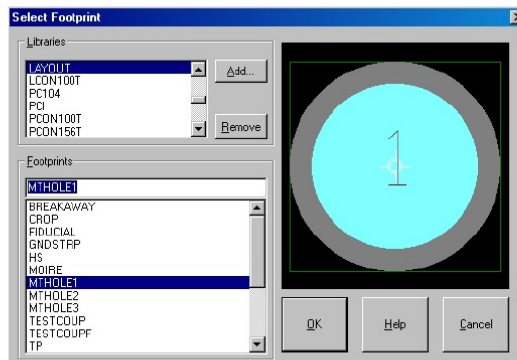 Select Footprint
Libraries
LAYOUT
LCON100T
PC104
PCI
PCON100T
PCON156T
Add...
Remove
Footprints
MTHOLE1
BREAKAWAY
CROP
FIDUCIAL
GNDSTRP
HS
MOIRE
MTHOLE1
MTHOLE2
MTHOLE3
TESTCOUP
TESTCOUPF
TP
1
OK
Help
Cancel